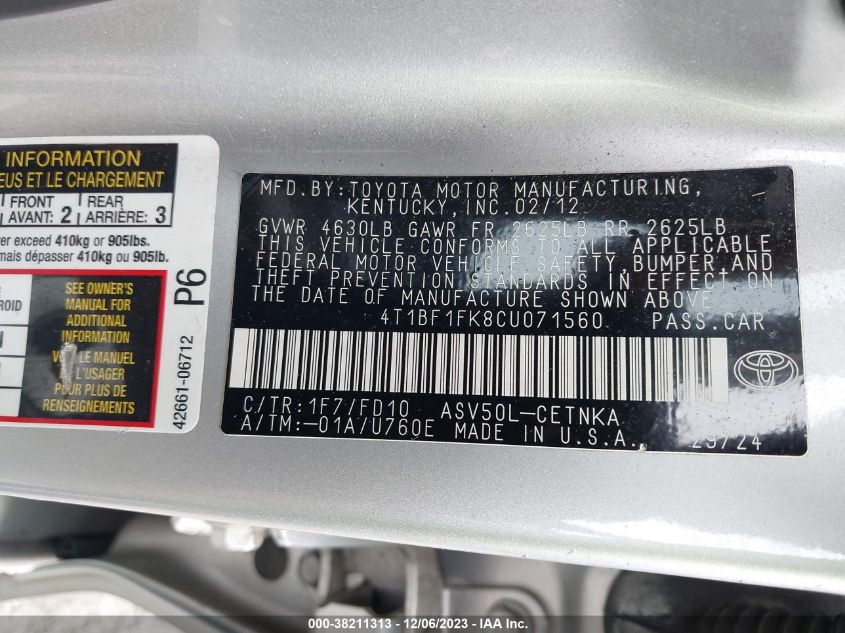 INFORMATION
EUS ET LE CHARGEMENT
FRONT
AVANT: 2
REAR
ARRIÈRE: 3
er exceed 410kg or 905lbs.
mais dépasser 410kg ou 905lb.
SEE OWNER'S
MANUAL FOR
ADDITIONAL
INFORMATION
LE MANUEL
L'USAGER
POUR PLUS DE
RENSEIGNEMENTS
P6
42661-06712
MFD.BY:TOYOTA MOTOR MANUFACTURING,
KENTUCKY,INC.02/12
GVWR 4630LB GAWR FR 2625LB RR 2625LB
THIS VEHICLE CONFORMS TO ALL APPLICABLE
FEDERAL MOTOR VEHICLE SAFETY,BUMPER,AND
THEFT PREVENTION STANDARDS IN EFFECT ON
THE DATE OF MANUFACTURE SHOWN ABOVE.
4T1BF1FK8CU071560 PASS.CAR
C/TR:1F7/FD10 ASV50L-CETNKA
A/TM:-01A/U760E MADE IN U.S.A.
000-38211313 - 12/06/2023 - IAAI.COM